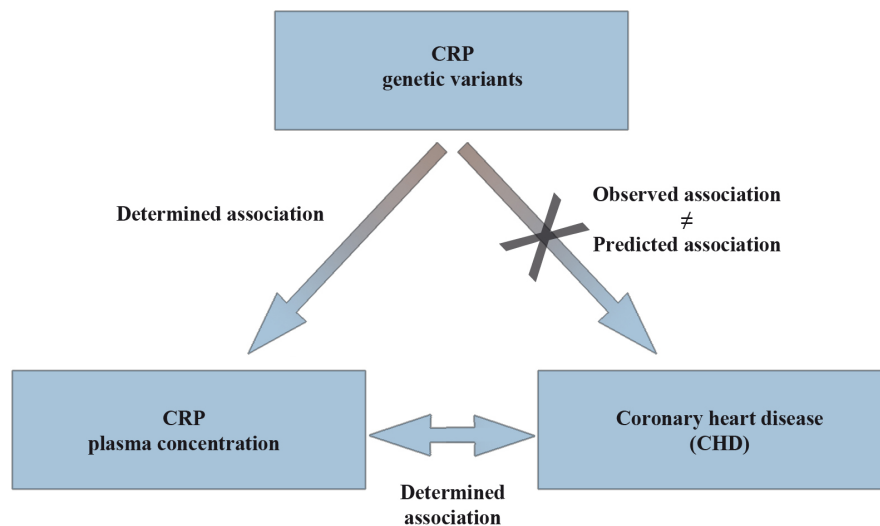 CRP
genetic variants
Determined association
Observed association
≠
Predicted association
CRP
plasma concentration
Coronary heart disease
(CHD)
Determined
association